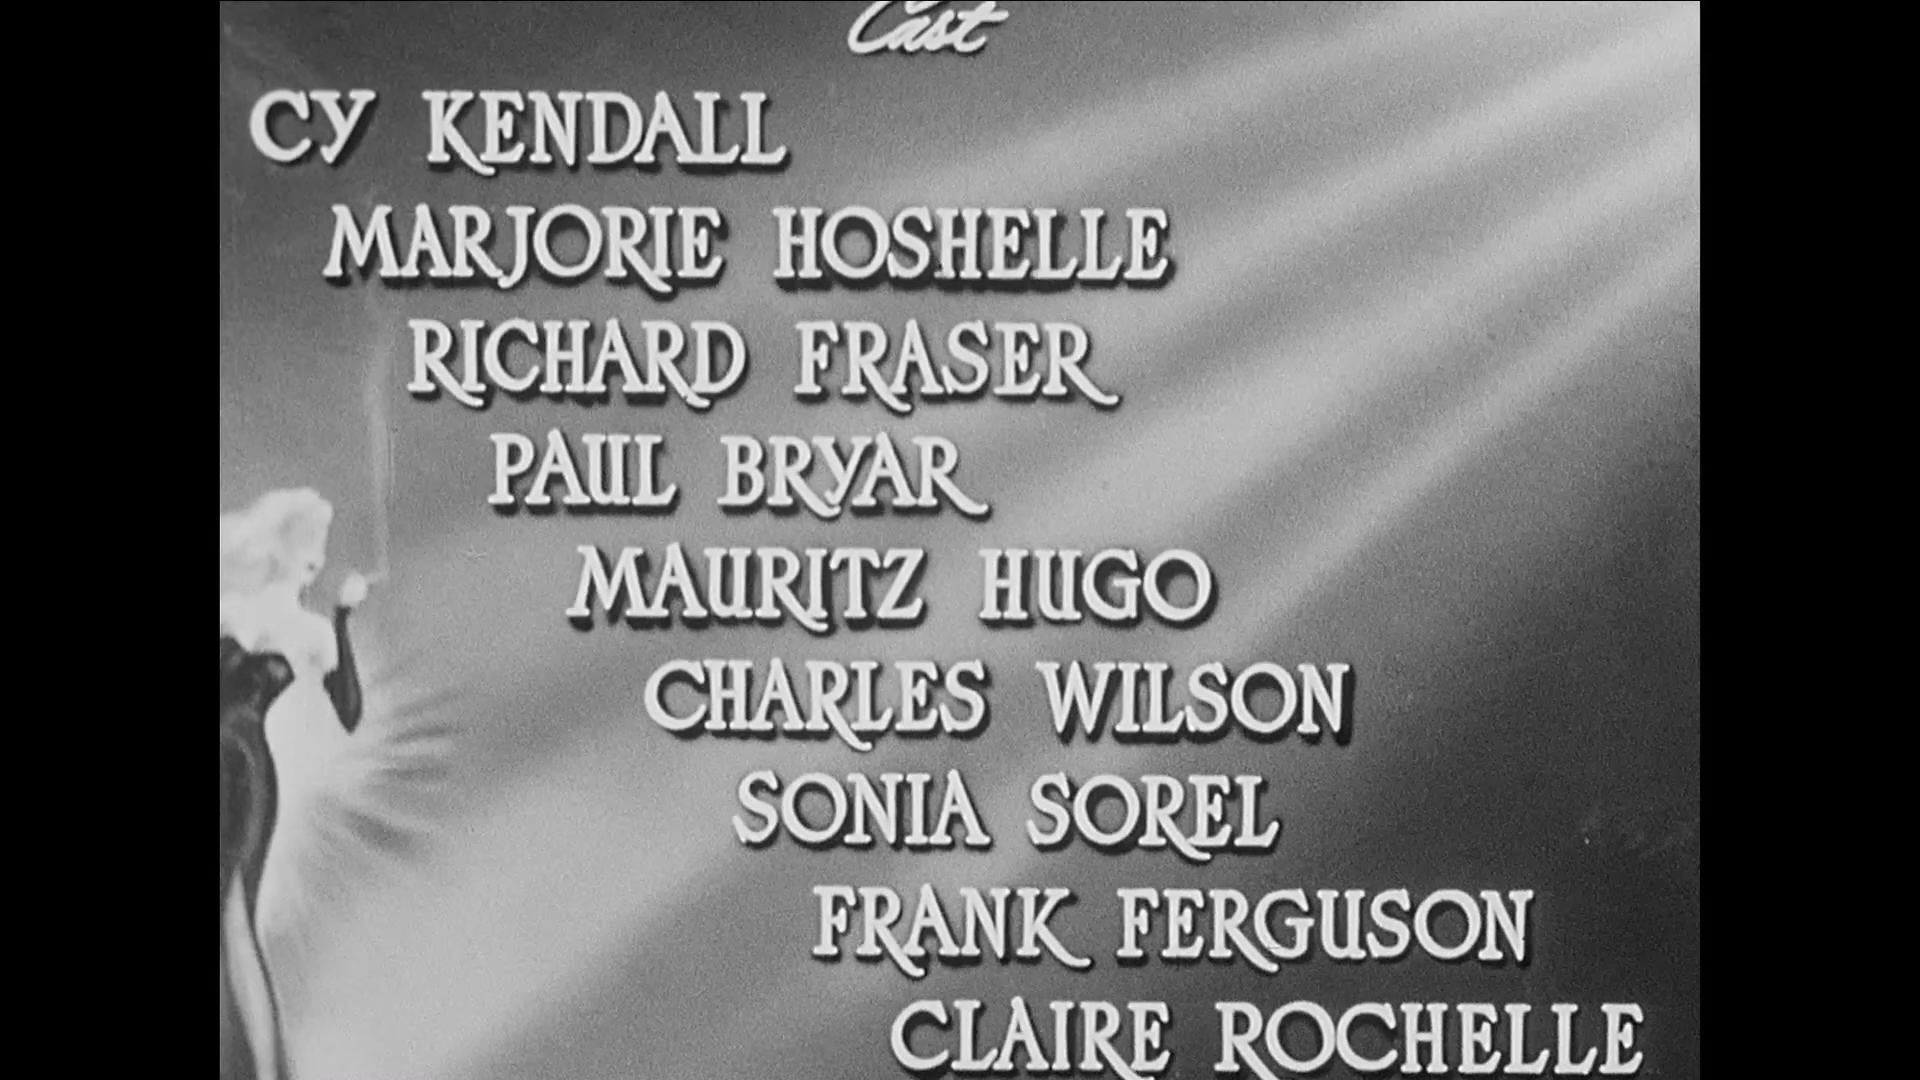 Cast
CY KENDALL
MARJORIE HOSHELLE
RICHARD FRASER
PAUL BRYAR
MAURITZ HUGO
CHARLES WILSON
SONIA SOREL
FRANK FERGUSON
CLAIRE ROCHELLE